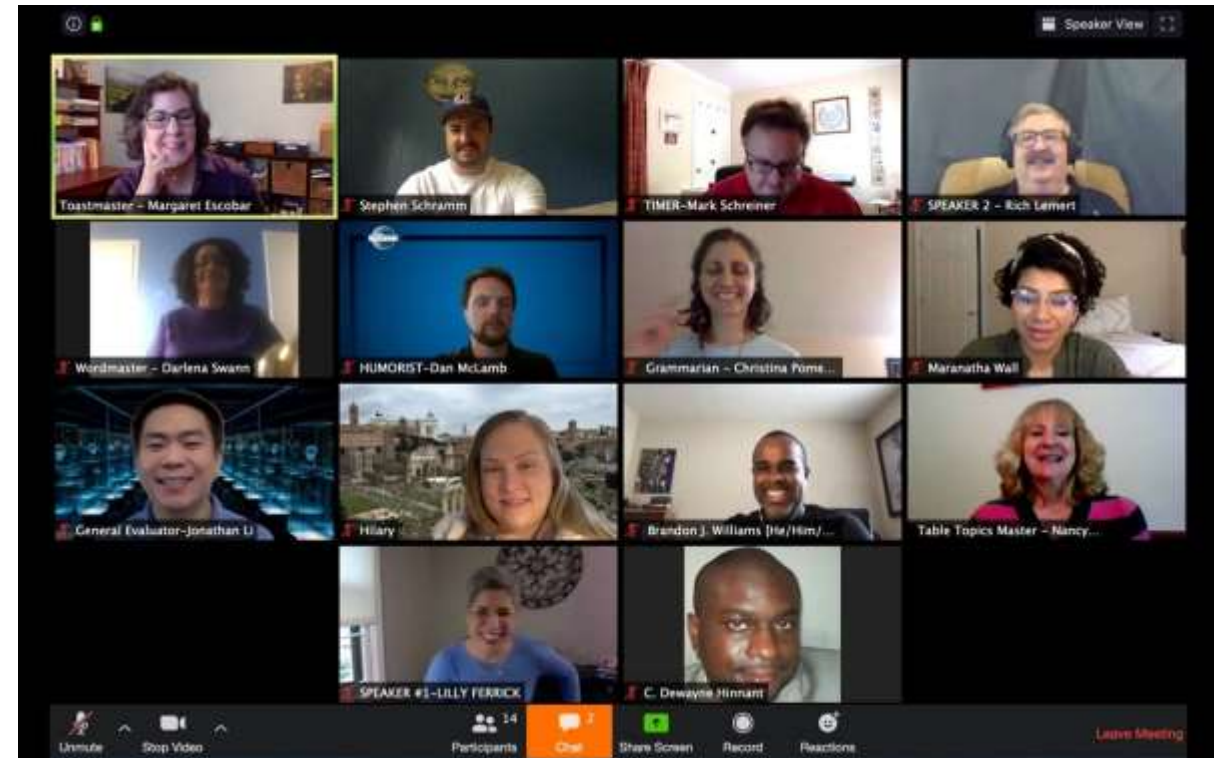 Speaker View
Toastmaster - Margaret Escobar
Stephen Schramm
TIMER-Mark Schreiner
SPEAKER 2 - Rich Lemert
Wordmaster - Darlena Swann
HUMORIST-Dan McLamb
Grammarian - Christina Pome...
Maranatha Wall
General Evaluator-Jonathan Li
Hilary
Brandon J. Williams (He/Him/...
Table Topics Master - Nancy...
SPEAKER #1-LILLY FERRICK
C. Dewayne Hinnant
Unmute
Stop Video
Participants
14
Chat
2
Share Screen
Record
Reactions
Leave Meeting